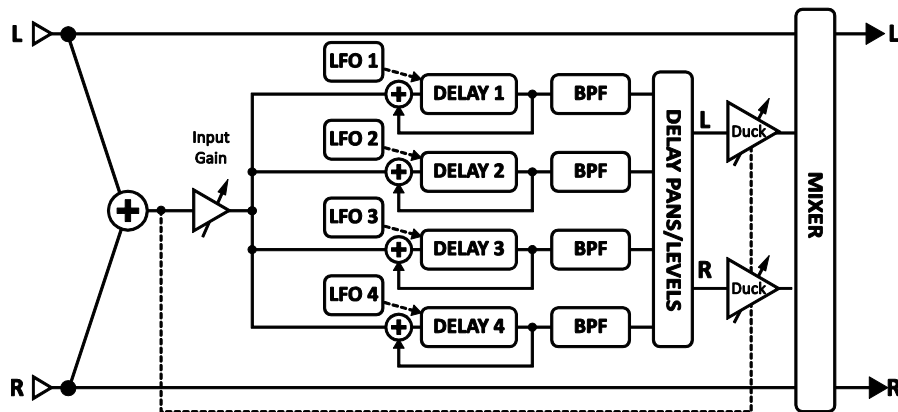 L
L
LFO 1
DELAY 1
BPF
Input
Gain
LFO 2
DELAY 2
BPF
LFO 3
DELAY 3
BPF
LFO 4
DELAY 4
BPF
DELAY PANS/LEVELS
L
Duck
R
Duck
MIXER
R
R